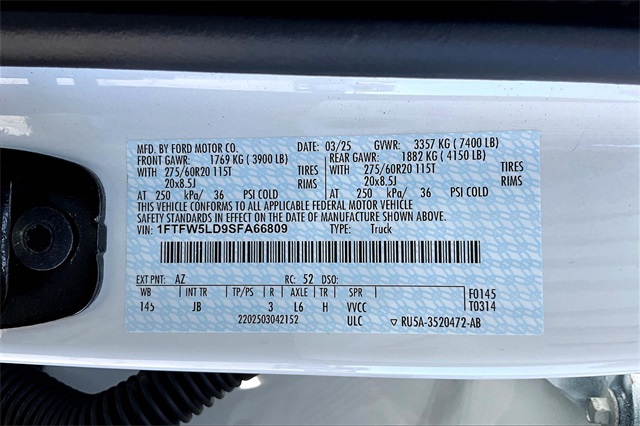 MFD. BY FORD MOTOR CO. DATE: 03/25 GVWR: 3357 KG (7400 LB)
FRONT GAWR: 1769 KG (3900 LB) REAR GAWR: 1882 KG (4150 LB)
WITH 275/60R20 115T TIRES WITH 275/60R20 115T TIRES
20x8.5J RIMS 20x8.5J RIMS
AT 250 kPa/ 36 PSI COLD AT 250 kPa/ 36 PSI COLD
THIS VEHICLE CONFORMS TO ALL APPLICABLE FEDERAL MOTOR VEHICLE
SAFETY STANDARDS IN EFFECT ON THE DATE OF MANUFACTURE SHOWN ABOVE.
VIN: 1FTFW5LD9SFA66809 TYPE: Truck
EXT PNT: AZ RC: 52 DSO:
WB INT TR TP/PS R AXLE TR SPR F0145
145 JB 3 L6 H VVCC T0314
2202503042152 ULC ▽ RU5A-3520472-AB